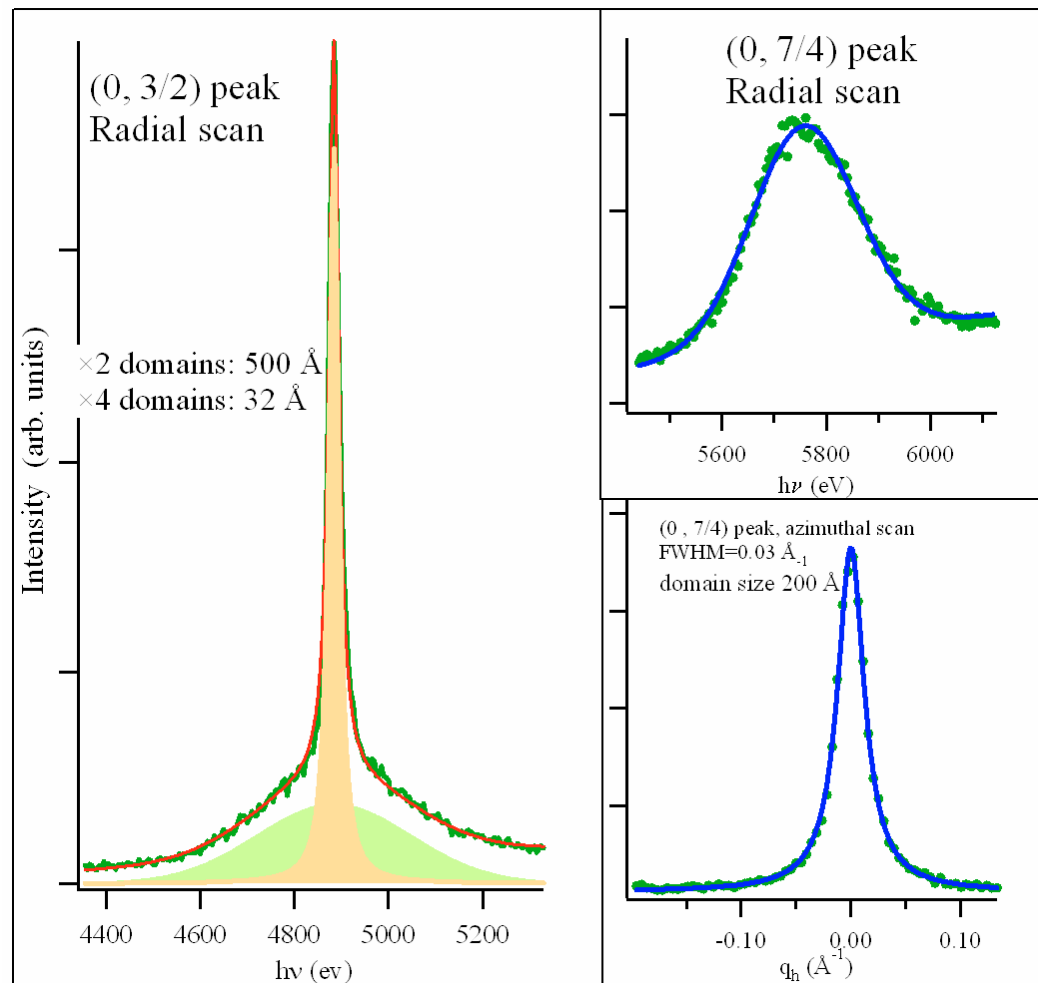 (0, 3/2) peak
Radial scan
×2 domains: 500 Å
×4 domains: 32 Å
Intensity (arb. units)
4400 4600 4800 5000 5200
hν (ev)
(0, 7/4) peak
Radial scan
5600 5800 6000
hν (eV)
(0 , 7/4) peak, azimuthal scan
FWHM=0.03 Å-1
domain size 200 Å
-0.10 0.00 0.10
qh (Å-1)